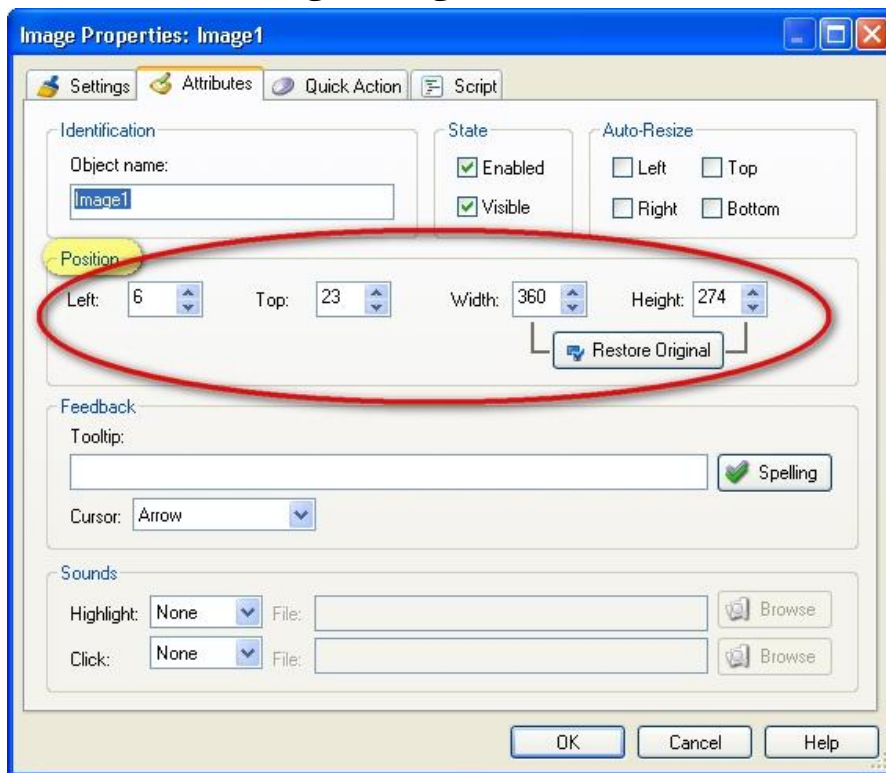 Image Properties: Image1
Settings Attributes Quick Action Script
Identification
Object name:
Image1
State
Enabled
Visible
Auto-Resize
Left Top
Right Bottom
Position
Left: 6 Top: 23 Width: 360 Height: 274
Restore Original
Feedback
Tooltip:
Spelling
Cursor: Arrow
Sounds
Highlight: None File: Browse
Click: None File: Browse
OK Cancel Help